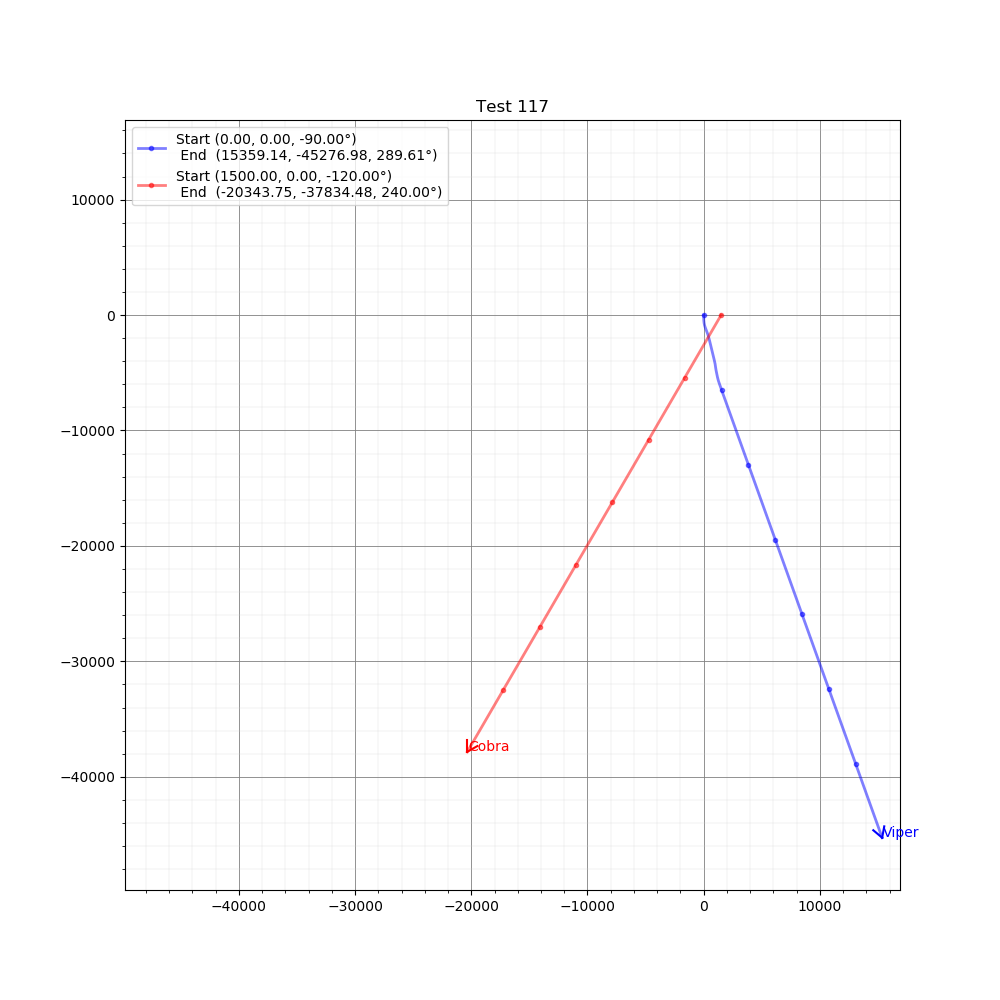 Test 117
Start (0.00, 0.00, -90.00°)
End (15359.14, -45276.98, 289.61°)
Start (1500.00, 0.00, -120.00°)
End (-20343.75, -37834.48, 240.00°)
10000
0
−10000
−20000
−30000
−40000
Cobra
Viper
−40000 −30000 −20000 −10000 0 10000